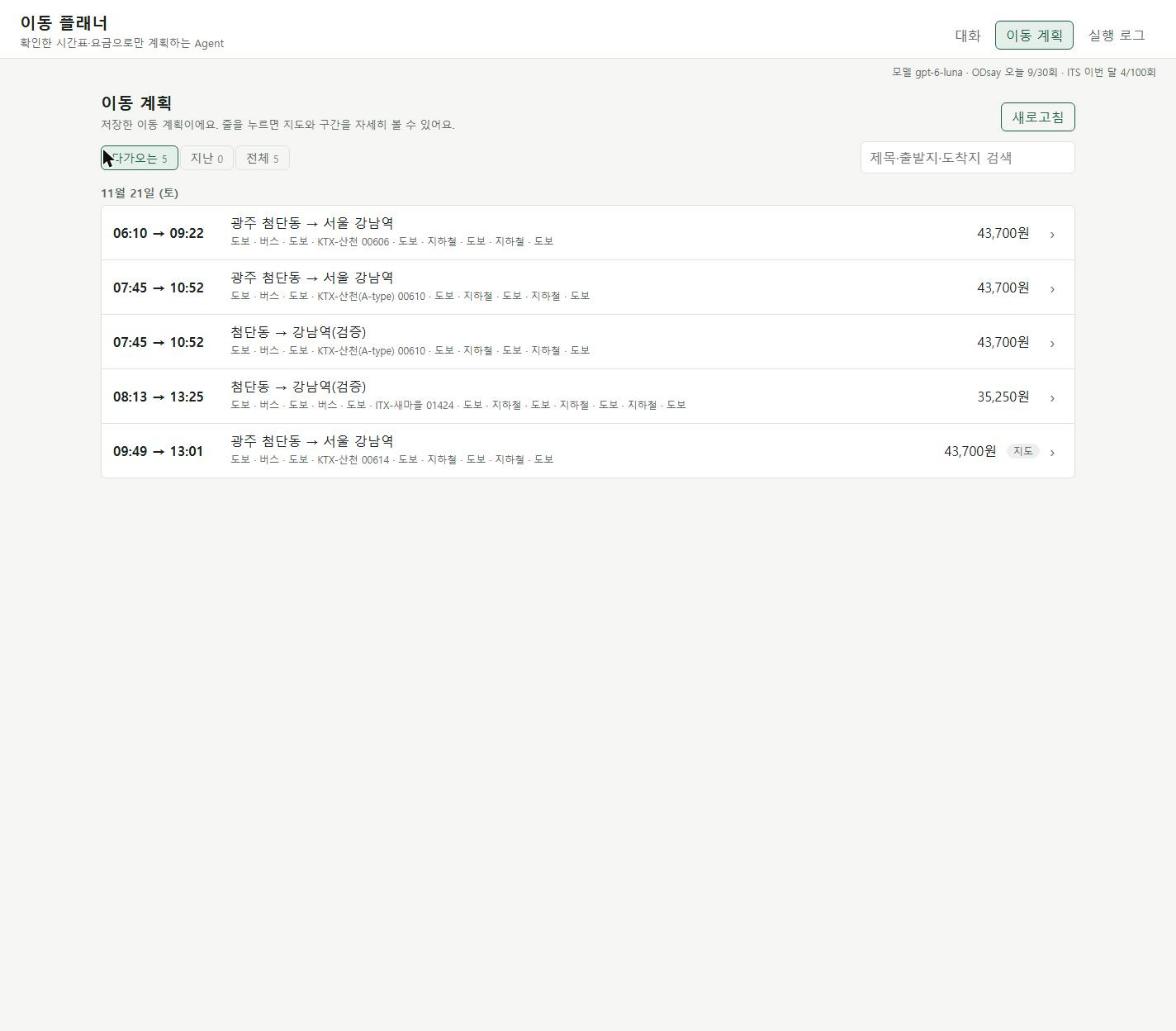 이동 플래너
확인한 시간표·요금으로만 계획하는 Agent
대화
이동 계획
실행 로그
모델 gpt-6-luna · ODsay 오늘 9/30회 · ITS 이번 달 4/100회
이동 계획
저장한 이동 계획이에요. 줄을 누르면 지도와 구간을 자세히 볼 수 있어요.
새로고침
다가오는 5
지난 0
전체 5
제목·출발지·도착지 검색
11월 21일 (토)
06:10 → 09:22
광주 첨단동 → 서울 강남역
도보 · 버스 · 도보 · KTX-산천 00606 · 도보 · 지하철 · 도보 · 지하철 · 도보
43,700원 ›
07:45 → 10:52
광주 첨단동 → 서울 강남역
도보 · 버스 · 도보 · KTX-산천(A-type) 00610 · 도보 · 지하철 · 도보 · 지하철 · 도보
43,700원 ›
07:45 → 10:52
첨단동 → 강남역(검증)
도보 · 버스 · 도보 · KTX-산천(A-type) 00610 · 도보 · 지하철 · 도보 · 지하철 · 도보
43,700원 ›
08:13 → 13:25
첨단동 → 강남역(검증)
도보 · 버스 · 도보 · 버스 · 도보 · ITX-새마을 01424 · 도보 · 지하철 · 도보 · 지하철 · 도보 · 지하철 · 도보
35,250원 ›
09:49 → 13:01
광주 첨단동 → 서울 강남역
도보 · 버스 · 도보 · KTX-산천 00614 · 도보 · 지하철 · 도보 · 지하철 · 도보
43,700원 지도 ›